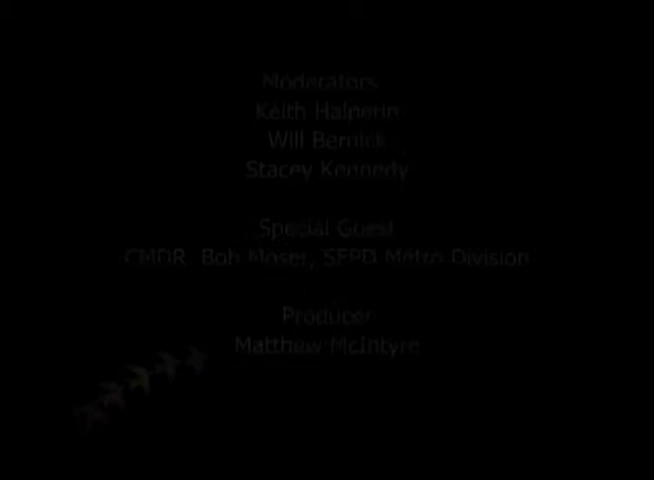 Moderators
Keith Halperin
Will Bernick
Stacey Kennedy
Special Guest
CMDR. Bob Moser, SFPD Metro Division
Producer
Matthew McIntyre